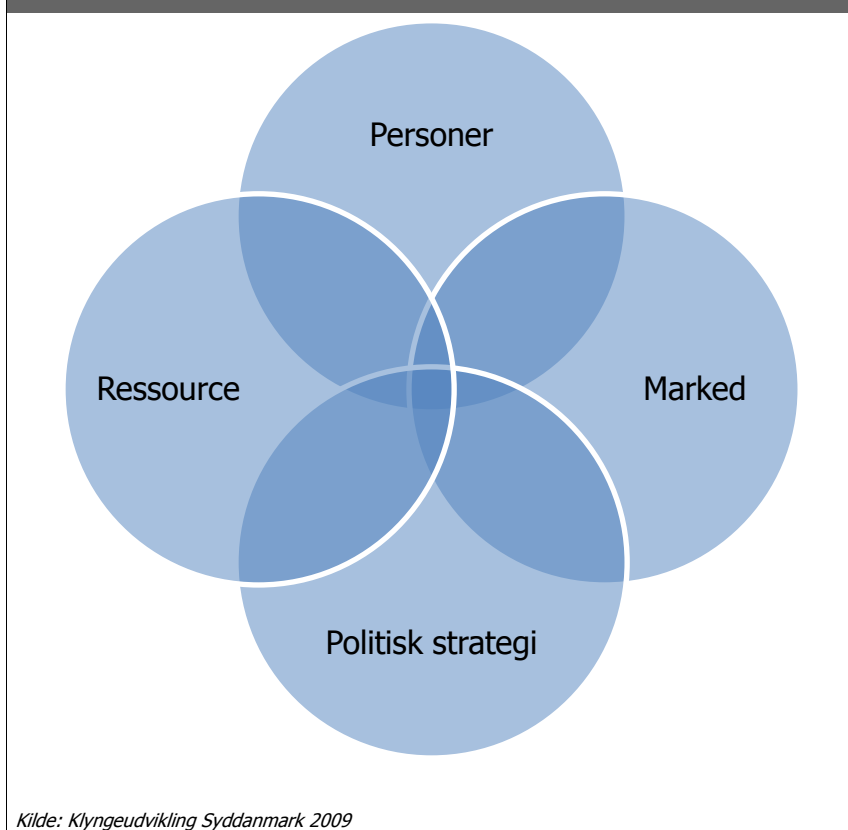 Personer
Ressource
Marked
Politisk strategi
Kilde: Klyngeudvikling Syddanmark 2009